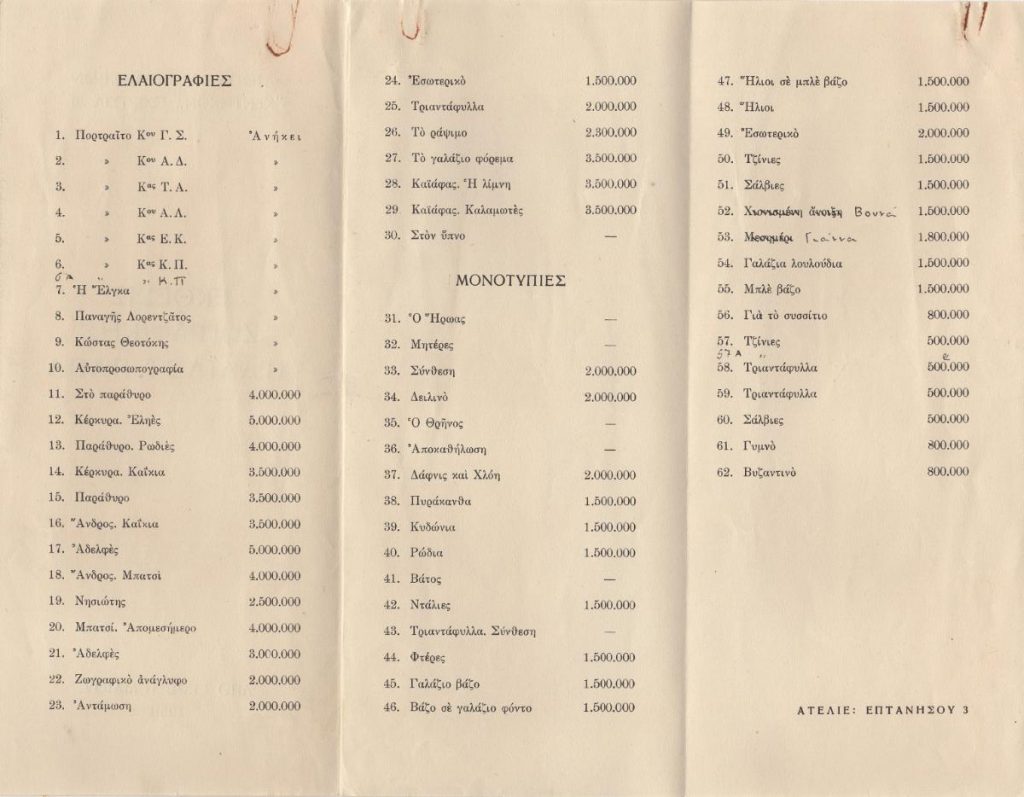 ΕΛΑΙΟΓΡΑΦΙΕΣ
1. Πορτραῖτο Κου Γ. Σ. Ἀνήκει
2. » Κου Α. Δ. »
3. » Κας Τ. Α. »
4. » Κου Α. Λ. »
5. » Κας Ε. Κ. »
6. » Κας Κ. Π. »
6Α " " Κ.Π
7. Ἡ Ἕλγκα »
8. Παναγῆς Λορεντζᾶτος »
9. Κώστας Θεοτόκης »
10. Αὐτοπροσωπογραφία »
11. Στὸ παράθυρο 4.000.000
12. Κέρκυρα. Ἐληὲς 5.000.000
13. Παράθυρο. Ρωδιὲς 4.000.000
14. Κέρκυρα. Καΐκια 3.500.000
15. Παράθυρο 3.500.000
16. Ἄνδρος. Καΐκια 3.500.000
17. Ἀδελφὲς 5.000.000
18. Ἄνδρος. Μπατσὶ 4.000.000
19. Νησιώτης 2.500.000
20. Μπατσί. Ἀπομεσήμερο 4.000.000
21. Ἀδελφὲς 3.000.000
22. Ζωγραφικὸ ἀνάγλυφο 2.000.000
23. Ἀντάμωση 2.000.000
24. Ἐσωτερικὸ 1.500.000
25. Τριαντάφυλλα 2.000.000
26. Τὸ ράψιμο 2.300.000
27. Τὸ γαλάζιο φόρεμα 3.500.000
28. Καϊάφας. Ἡ λίμνη 3.500.000
29 Καϊάφας. Καλαμωτὲς 3.500.000
30. Στὸν ὕπνο —
ΜΟΝΟΤΥΠΙΕΣ
31. Ὁ Ἥρωας —
32. Μητέρες —
33. Σύνθεση 2.000.000
34. Δειλινὸ 2.000.000
35. Ὁ Θρῆνος —
36. Ἀποκαθήλωση —
37. Δάφνις καὶ Χλόη 2.000.000
38. Πυράκανθα 1.500.000
39. Κυδώνια 1.500.000
40. Ρώδια 1.500.000
41. Βάτος —
42. Ντάλιες 1.500.000
43. Τριαντάφυλλα. Σύνθεση —
44. Φτέρες 1.500.000
45. Γαλάζιο βάζο 1.500.000
46. Βάζο σὲ γαλάζιο φόντο 1.500.000
47. Ἥλιοι σὲ μπλὲ βάζο 1.500.000
48. Ἥλιοι 1.500.000
49. Ἐσωτερικὸ 2.000.000
50. Τζίνιες 1.500.000
51. Σάλβιες 1.500.000
52. Χιονισμένη ἄνοιξη Βουνά 1.500.000
53. Μεσημέρι Γιάννα 1.800.000
54. Γαλάζια λουλούδια 1.500.000
55. Μπλὲ βάζο 1.500.000
56. Γιὰ τὸ συσσίτιο 800.000
57. Τζίνιες 500.000
57 Α "
58. Τριαντάφυλλα 500.000
59. Τριαντάφυλλα 500.000
60. Σάλβιες 500.000
61. Γυμνὸ 800.000
62. Βυζαντινὸ 800.000
ΑΤΕΛΙΕ: ΕΠΤΑΝΗΣΟΥ 3